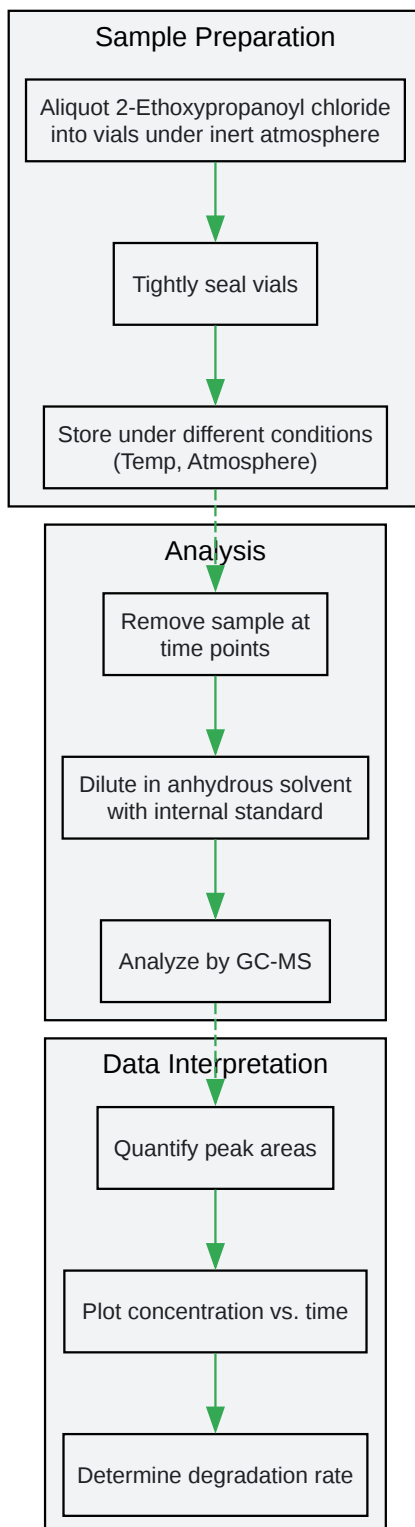 Sample Preparation
Aliquot 2-Ethoxypropanoyl chloride
into vials under inert atmosphere
Tightly seal vials
Store under different conditions
(Temp, Atmosphere)
Analysis
Remove sample at
time points
Dilute in anhydrous solvent
with internal standard
Analyze by GC-MS
Data Interpretation
Quantify peak areas
Plot concentration vs. time
Determine degradation rate